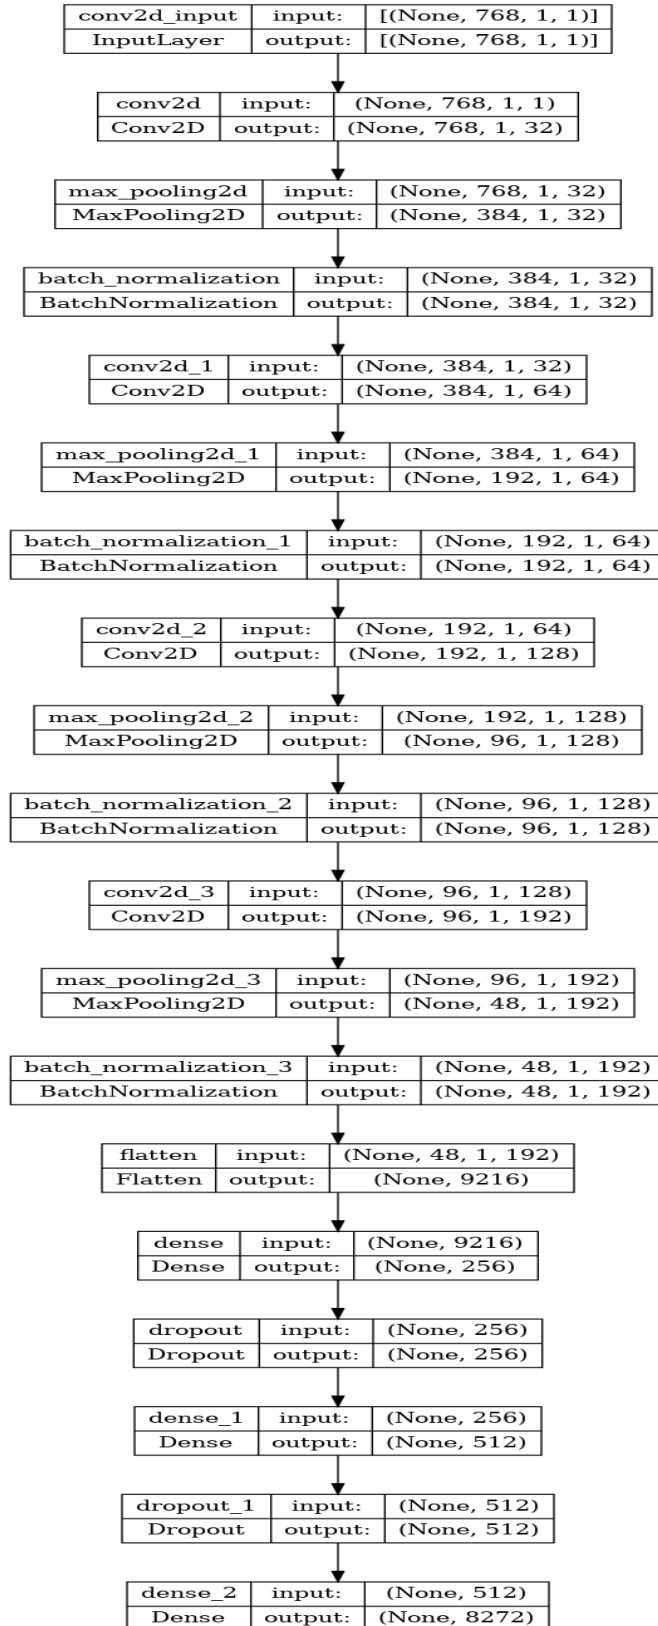 conv2d_input input: [(None, 768, 1, 1)]
InputLayer output: [(None, 768, 1, 1)]
conv2d input: (None, 768, 1, 1)
Conv2D output: (None, 768, 1, 32)
max_pooling2d input: (None, 768, 1, 32)
MaxPooling2D output: (None, 384, 1, 32)
batch_normalization input: (None, 384, 1, 32)
BatchNormalization output: (None, 384, 1, 32)
conv2d_1 input: (None, 384, 1, 32)
Conv2D output: (None, 384, 1, 64)
max_pooling2d_1 input: (None, 384, 1, 64)
MaxPooling2D output: (None, 192, 1, 64)
batch_normalization_1 input: (None, 192, 1, 64)
BatchNormalization output: (None, 192, 1, 64)
conv2d_2 input: (None, 192, 1, 64)
Conv2D output: (None, 192, 1, 128)
max_pooling2d_2 input: (None, 192, 1, 128)
MaxPooling2D output: (None, 96, 1, 128)
batch_normalization_2 input: (None, 96, 1, 128)
BatchNormalization output: (None, 96, 1, 128)
conv2d_3 input: (None, 96, 1, 128)
Conv2D output: (None, 96, 1, 192)
max_pooling2d_3 input: (None, 96, 1, 192)
MaxPooling2D output: (None, 48, 1, 192)
batch_normalization_3 input: (None, 48, 1, 192)
BatchNormalization output: (None, 48, 1, 192)
flatten input: (None, 48, 1, 192)
Flatten output: (None, 9216)
dense input: (None, 9216)
Dense output: (None, 256)
dropout input: (None, 256)
Dropout output: (None, 256)
dense_1 input: (None, 256)
Dense output: (None, 512)
dropout_1 input: (None, 512)
Dropout output: (None, 512)
dense_2 input: (None, 512)
Dense output: (None, 8272)